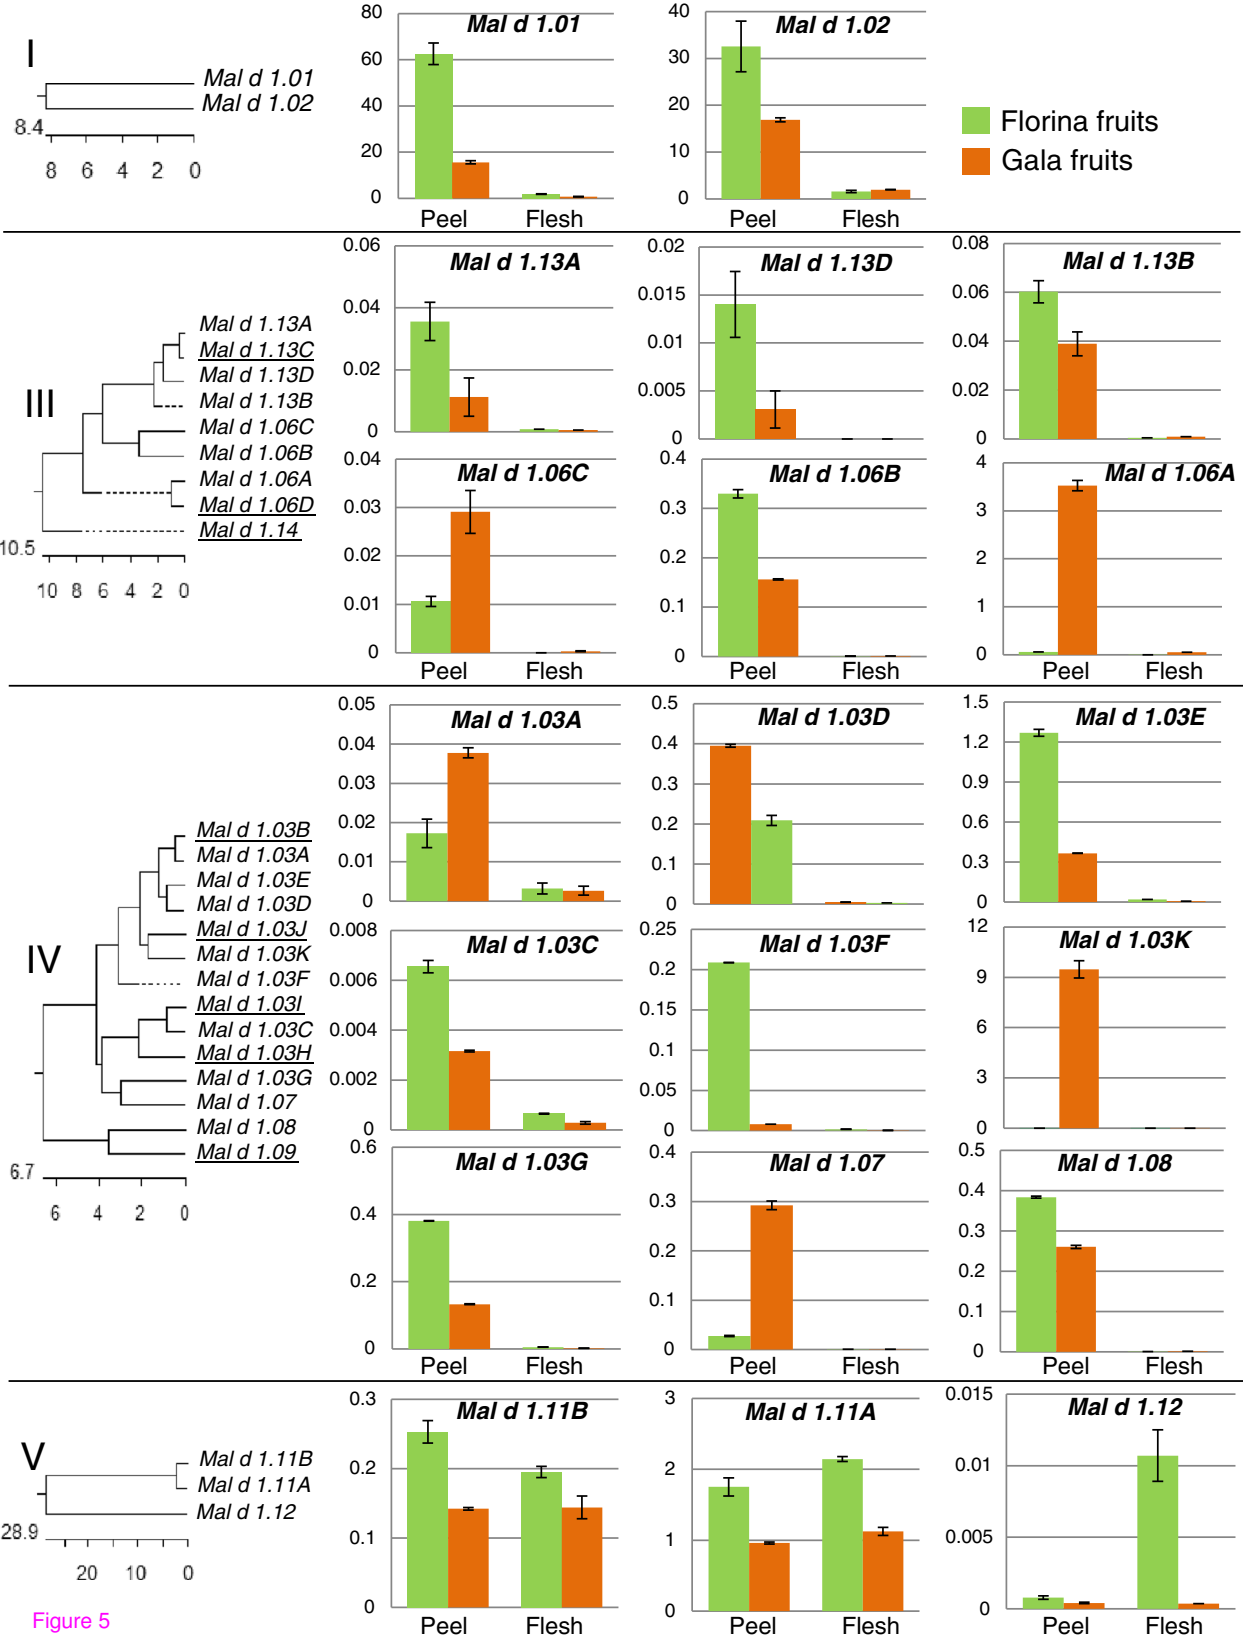 I
Mal d 1.01
Mal d 1.02
8.4
8 6 4 2 0
Mal d 1.01
80
60
40
20
0
Peel Flesh
Mal d 1.02
40
30
20
10
0
Peel Flesh
Florina fruits
Gala fruits
III
Mal d 1.13A
Mal d 1.13C
Mal d 1.13D
Mal d 1.13B
Mal d 1.06C
Mal d 1.06B
Mal d 1.06A
Mal d 1.06D
Mal d 1.14
10.5
10 8 6 4 2 0
Mal d 1.13A
0.06
0.04
0.02
0
Mal d 1.13D
0.02
0.015
0.01
0.005
0
Mal d 1.13B
0.08
0.06
0.04
0.02
0
Mal d 1.06C
0.04
0.03
0.02
0.01
0
Peel Flesh
Mal d 1.06B
0.4
0.3
0.2
0.1
0
Peel Flesh
Mal d 1.06A
4
3
2
1
0
Peel Flesh
IV
Mal d 1.03B
Mal d 1.03A
Mal d 1.03E
Mal d 1.03D
Mal d 1.03J
Mal d 1.03K
Mal d 1.03F
Mal d 1.03I
Mal d 1.03C
Mal d 1.03H
Mal d 1.03G
Mal d 1.07
Mal d 1.08
Mal d 1.09
6.7
6 4 2 0
Mal d 1.03A
0.05
0.04
0.03
0.02
0.01
0
Mal d 1.03D
0.5
0.4
0.3
0.2
0.1
0
Mal d 1.03E
1.5
1.2
0.9
0.6
0.3
0
Mal d 1.03C
0.008
0.006
0.004
0.002
0
Mal d 1.03F
0.25
0.2
0.15
0.1
0.05
0
Mal d 1.03K
12
9
6
3
0
Mal d 1.03G
0.6
0.4
0.2
0
Peel Flesh
Mal d 1.07
0.4
0.3
0.2
0.1
0
Peel Flesh
Mal d 1.08
0.5
0.4
0.3
0.2
0.1
0
Peel Flesh
V
Mal d 1.11B
Mal d 1.11A
Mal d 1.12
28.9
20 10 0
Mal d 1.11B
0.3
0.2
0.1
0
Peel Flesh
Mal d 1.11A
3
2
1
0
Peel Flesh
Mal d 1.12
0.015
0.01
0.005
0
Peel Flesh
Figure 5